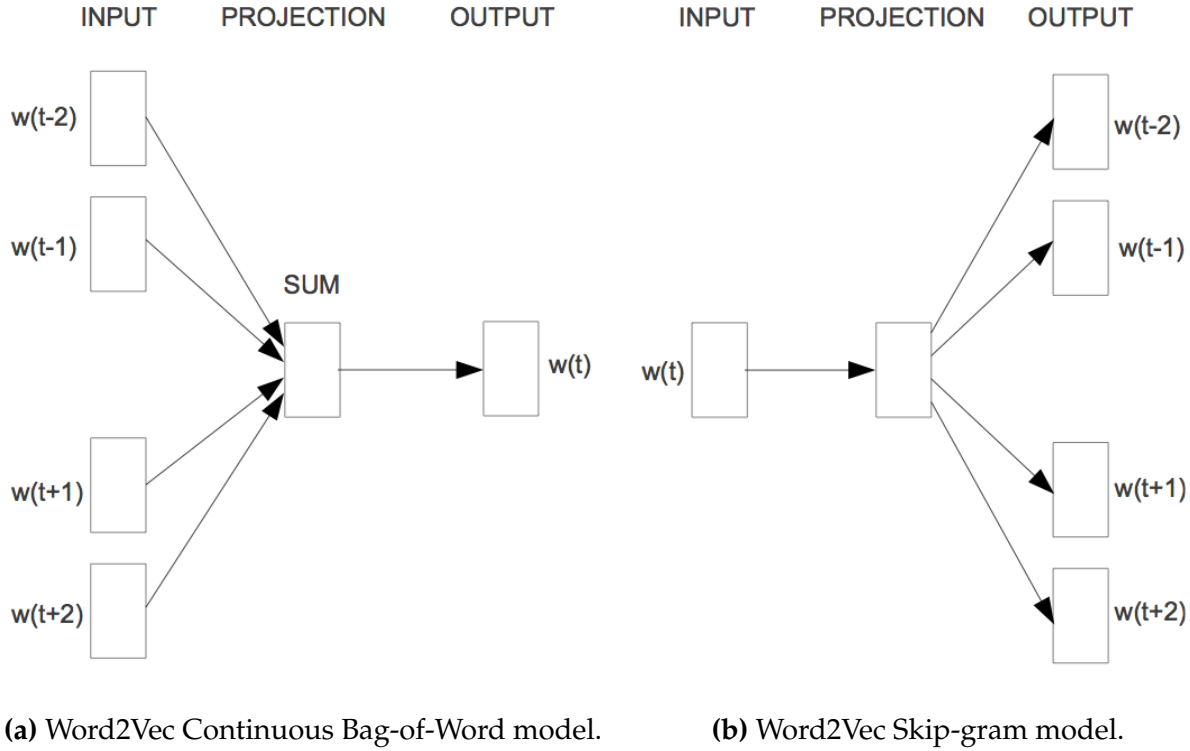 INPUT PROJECTION OUTPUT
w(t-2)
w(t-1)
SUM
w(t)
w(t+1)
w(t+2)
(a) Word2Vec Continuous Bag-of-Word model.
INPUT PROJECTION OUTPUT
w(t-2)
w(t-1)
w(t)
w(t+1)
w(t+2)
(b) Word2Vec Skip-gram model.